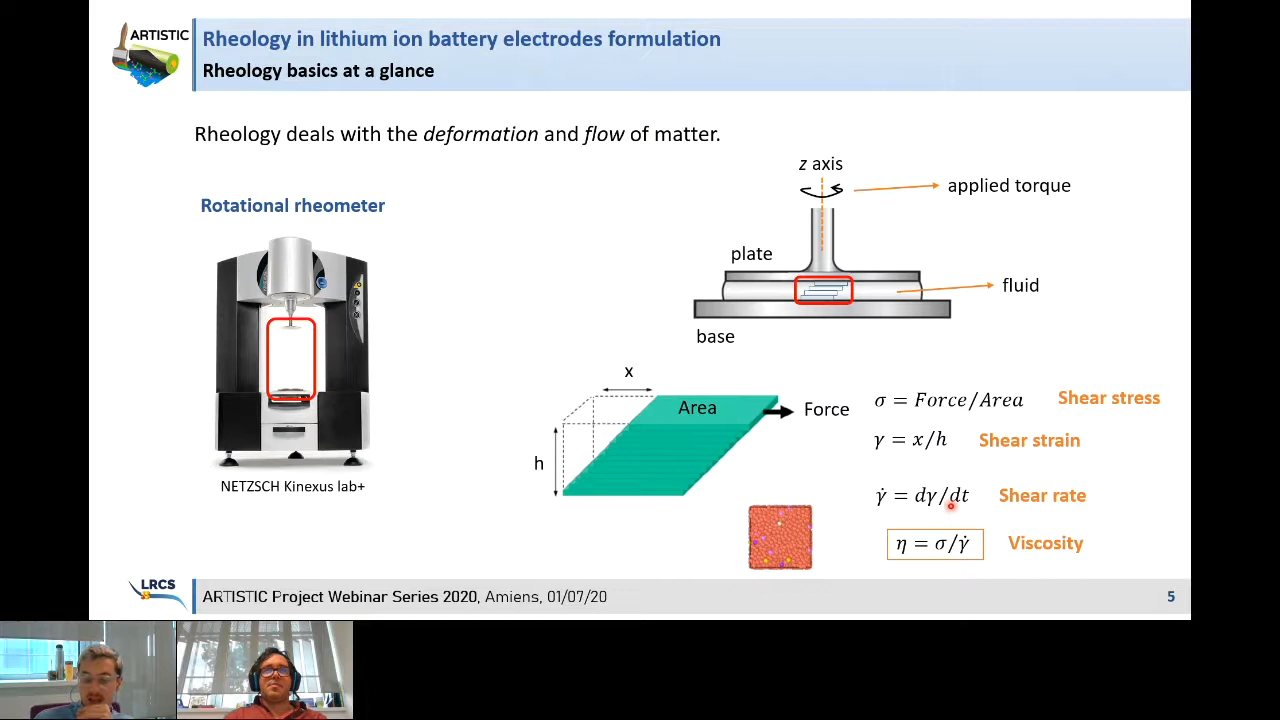 ARTISTIC
Rheology in lithium ion battery electrodes formulation
Rheology basics at a glance
Rheology deals with the deformation and flow of matter.
z axis
applied torque
Rotational rheometer
plate
fluid
base
x
Area
Force
h
σ = Force/Area
Shear stress
γ = x/h
Shear strain
NETZSCH Kinexus lab+
γ̇ = dγ/dt
Shear rate
η = σ/γ̇
Viscosity
LRCS
ARTISTIC Project Webinar Series 2020, Amiens, 01/07/20
5